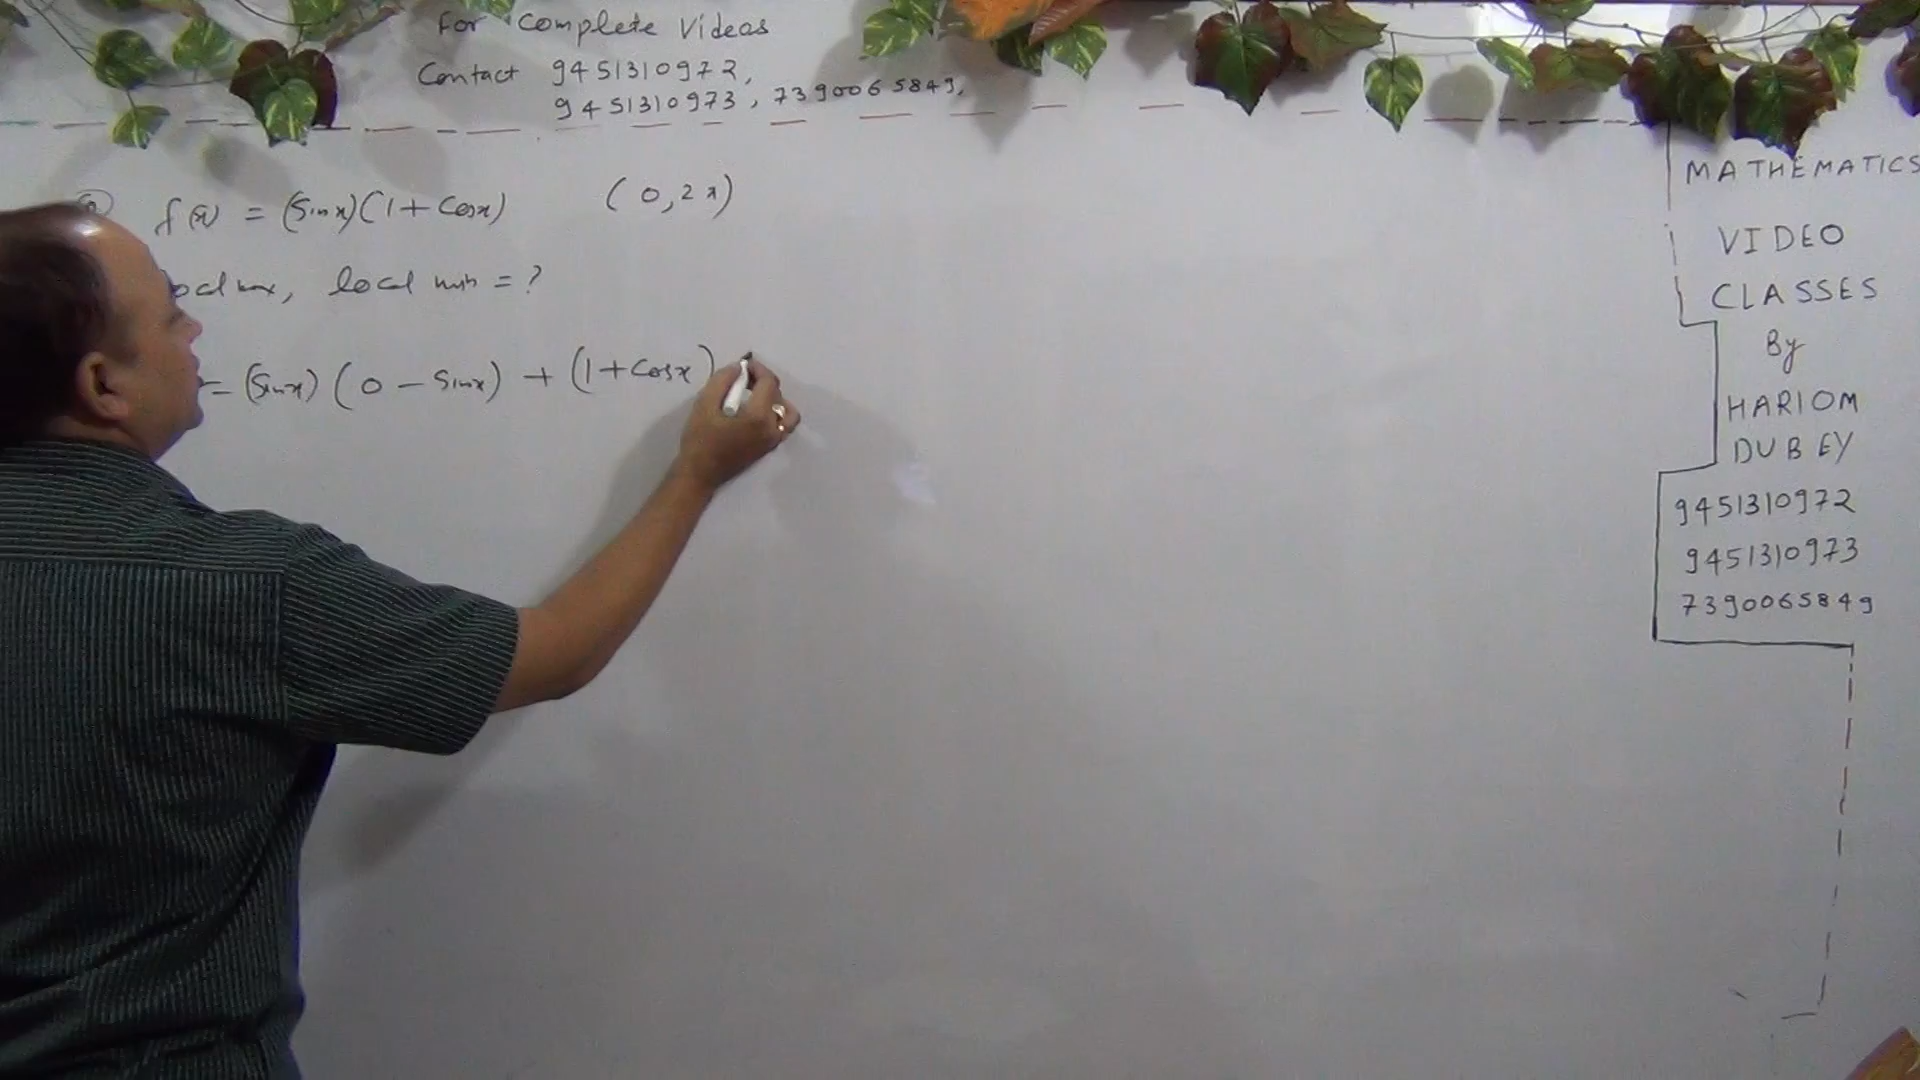 For Complete Videos
Contact 9451310972,
9451310973, 7390065849,
f(x) = (Sinx)(1 + Cosx) (0, 2π)
local max, local min = ?
= (Sinx) (0 - Sinx) + (1 + Cosx)
MATHEMATICS
VIDEO
CLASSES
By
HARIOM
DUBEY
9451310972
9451310973
7390065849